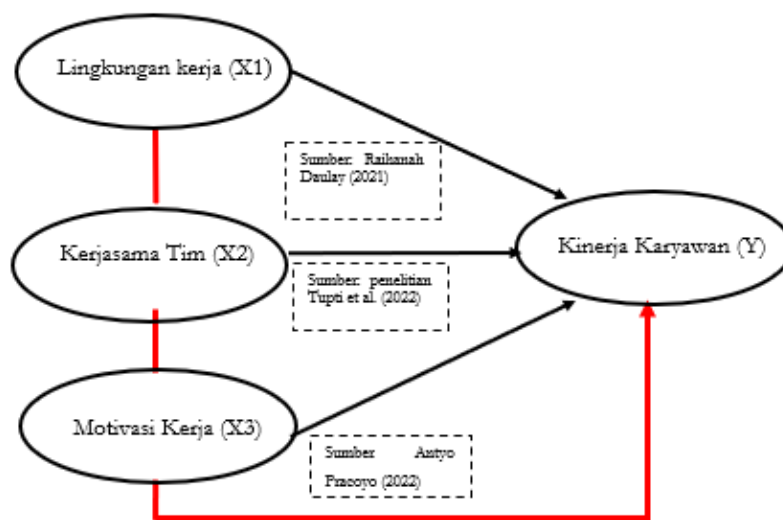 Lingkungan kerja (X1)
Sumber: Raihanah
Daulay (2021)
Kerjasama Tim (X2)
Kinerja Karyawan (Y)
Sumber: penelitian
Tupti et al. (2022)
Motivasi Kerja (X3)
Sumber Antyo
Pracoyo (2022)